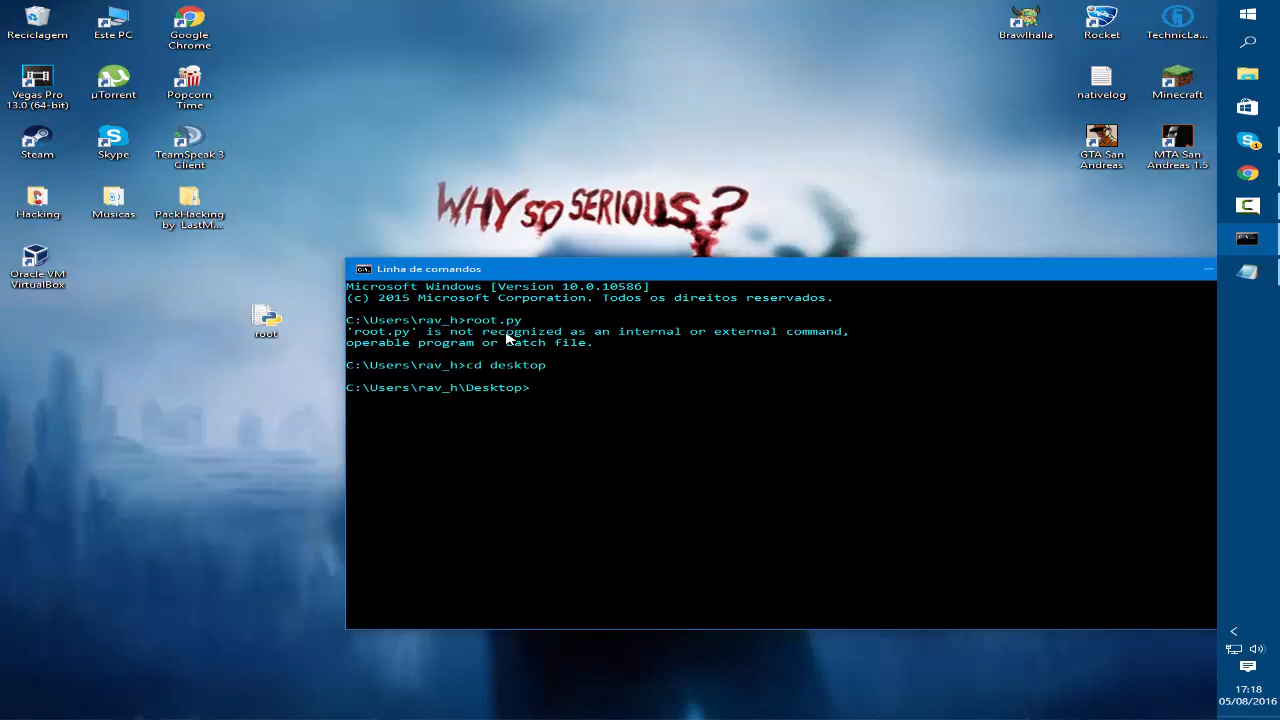 Reciclagem
Este PC
Google
Chrome
Brawlhalla
Rocket
TechnicLa...
Vegas Pro
13.0 (64-bit)
µTorrent
Popcorn
Time
nativelog
Minecraft
Steam
Skype
TeamSpeak 3
Client
GTA San
Andreas
MTA San
Andreas 1.5
Hacking
Musicas
PackHacking
by LastM...
WHY SO SERIOUS?
Oracle VM
VirtualBox
root
Linha de comandos
Microsoft Windows [Version 10.0.10586]
(c) 2015 Microsoft Corporation. Todos os direitos reservados.
C:\Users\rav_h>root.py
'root.py' is not recognized as an internal or external command,
operable program or batch file.
C:\Users\rav_h>cd desktop
C:\Users\rav_h\Desktop>
17:18
05/08/2016